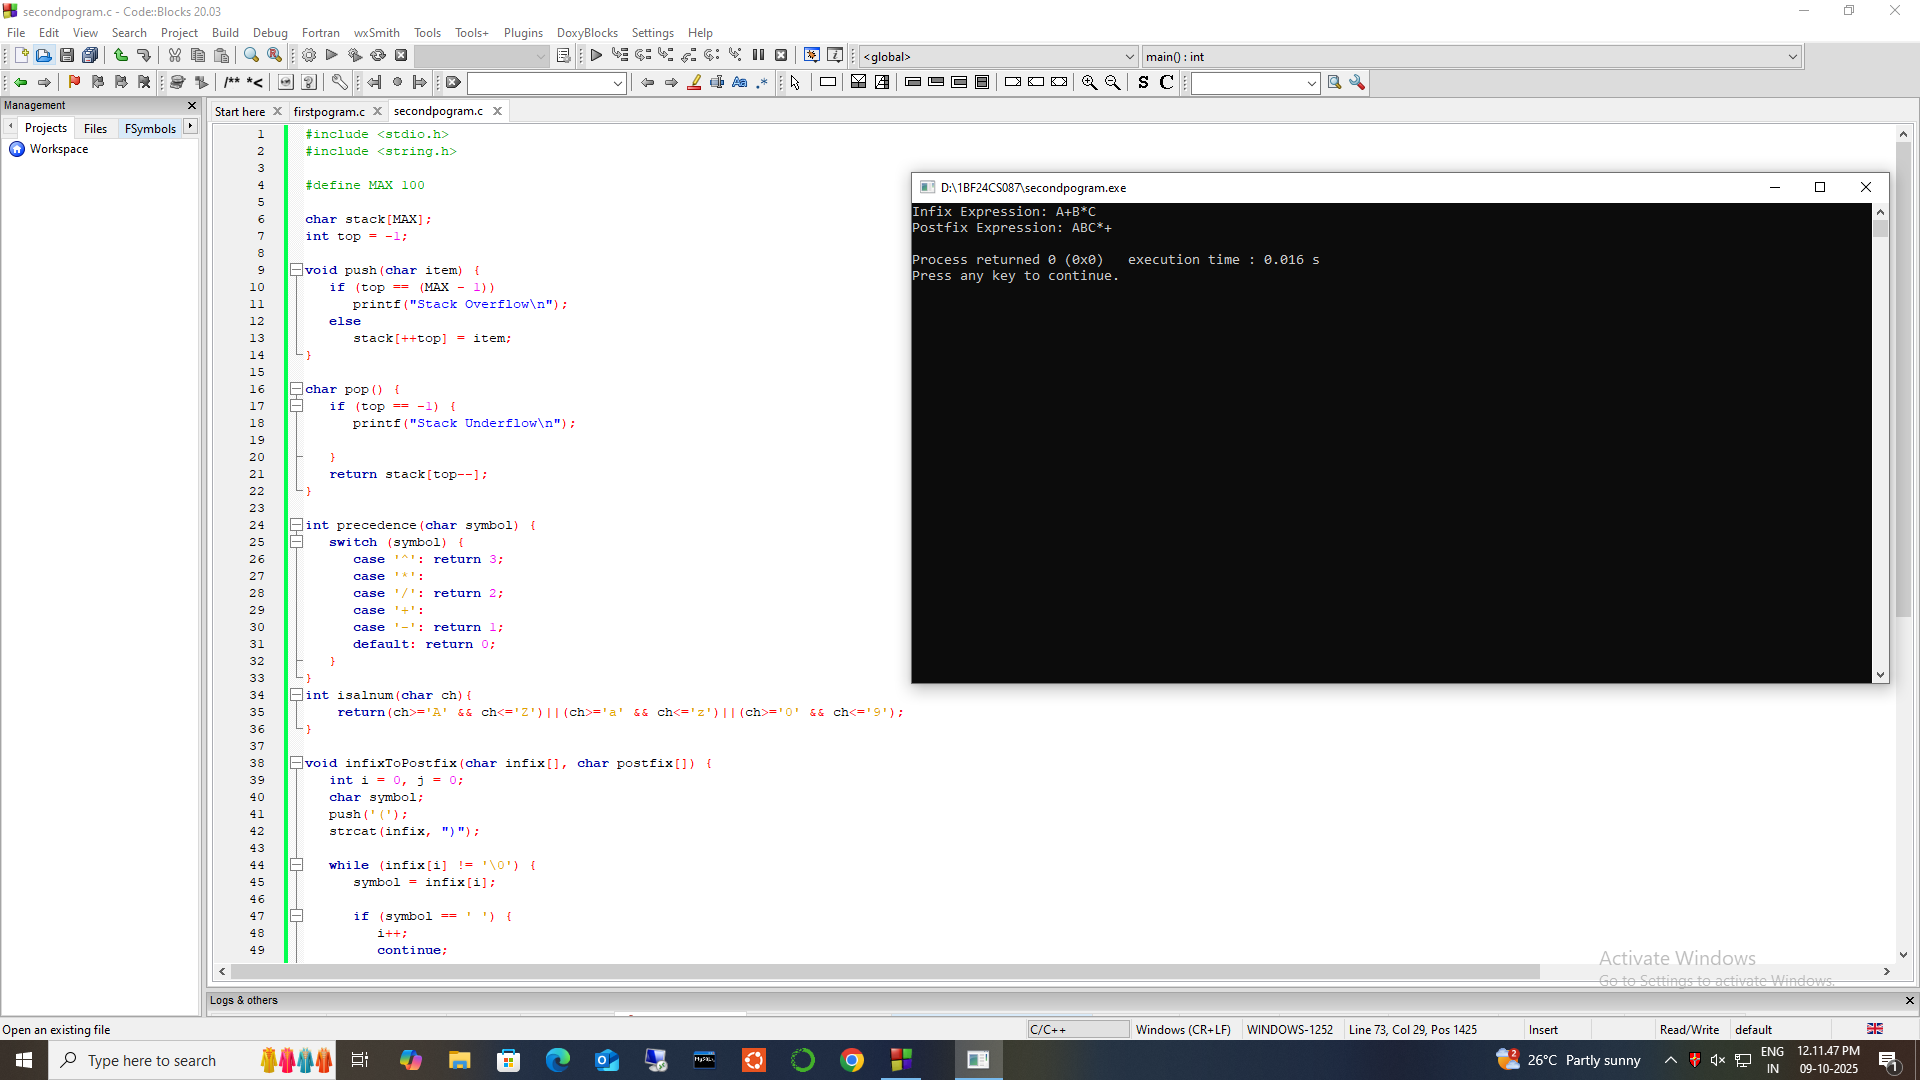 secondpogram.c - Code::Blocks 20.03
File Edit View Search Project Build Debug Fortran wxSmith Tools Tools+ Plugins DoxyBlocks Settings Help
<global>
main() : int
/** *<
S C
Management
Projects Files FSymbols
Workspace
Start here firstpogram.c secondpogram.c
1 #include <stdio.h>
2 #include <string.h>
3
4 #define MAX 100
5
6 char stack[MAX];
7 int top = -1;
8
9 void push(char item) {
10 if (top == (MAX - 1))
11 printf("Stack Overflow\n");
12 else
13 stack[++top] = item;
14 }
15
16 char pop() {
17 if (top == -1) {
18 printf("Stack Underflow\n");
19
20 }
21 return stack[top--];
22 }
23
24 int precedence(char symbol) {
25 switch (symbol) {
26 case '^': return 3;
27 case '*':
28 case '/': return 2;
29 case '+':
30 case '-': return 1;
31 default: return 0;
32 }
33 }
34 int isalnum(char ch){
35 return(ch>='A' && ch<='Z')||(ch>='a' && ch<='z')||(ch>='0' && ch<='9');
36 }
37
38 void infixToPostfix(char infix[], char postfix[]) {
39 int i = 0, j = 0;
40 char symbol;
41 push('(');
42 strcat(infix, ")");
43
44 while (infix[i] != '\0') {
45 symbol = infix[i];
46
47 if (symbol == ' ') {
48 i++;
49 continue;
D:\1BF24CS087\secondpogram.exe
Infix Expression: A+B*C
Postfix Expression: ABC*+
Process returned 0 (0x0) execution time : 0.016 s
Press any key to continue.
Activate Windows
Go to Settings to activate Windows.
Logs & others
Open an existing file
C/C++
Windows (CR+LF)
WINDOWS-1252
Line 73, Col 29, Pos 1425
Insert
Read/Write
default
Type here to search
MySQL
2
26°C Partly sunny
ENG
IN
12.11.47 PM
09-10-2025
1